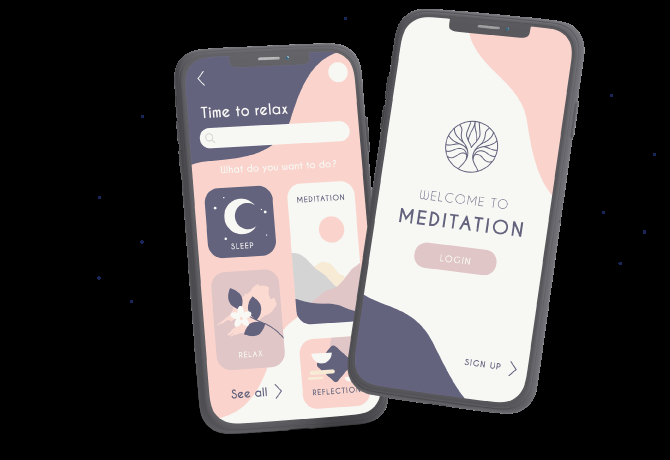 Time to relax
What do you want to do?
SLEEP
MEDITATION
RELAX
REFLECTION
See all
WELCOME TO
MEDITATION
LOGIN
SIGN UP